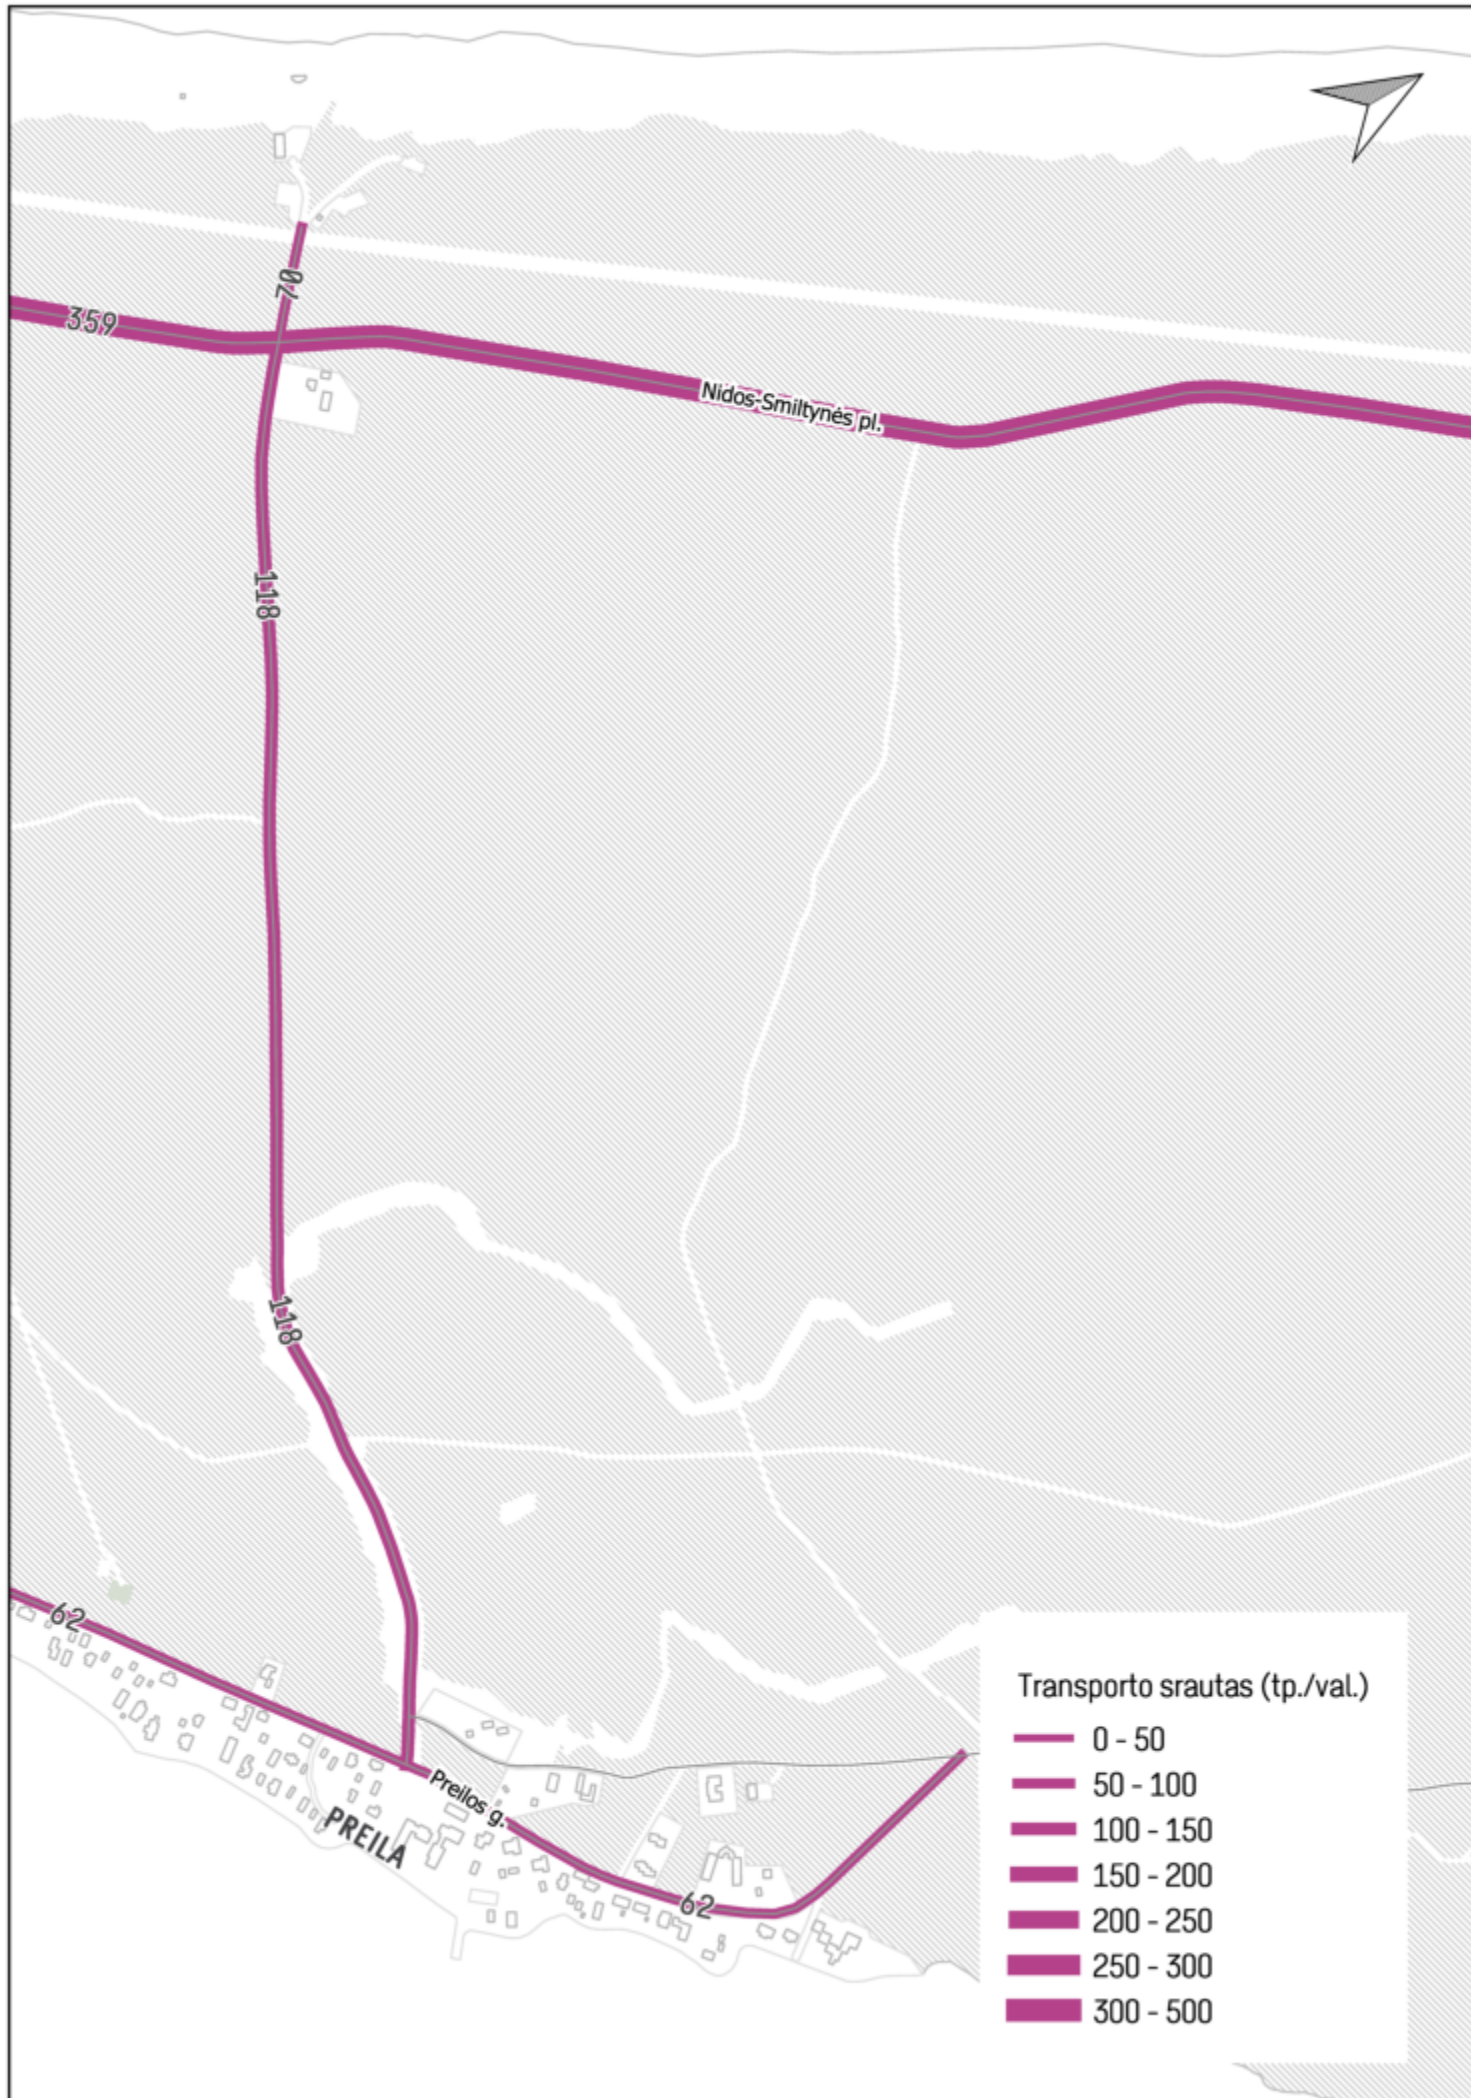 70
359
Nidos-Smiltynės pl.
118
118
62
Preilos g.
PREILA
62
Transporto srautas (tp./val.)
0 - 50
50 - 100
100 - 150
150 - 200
200 - 250
250 - 300
300 - 500